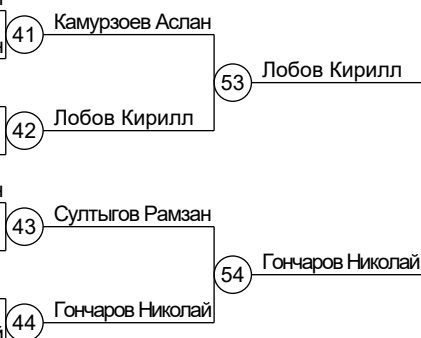 41
Камурзоев Аслан
53
Лобов Кирилл
42
Лобов Кирилл
43
Султыгов Рамзан
54
Гончаров Николай
44
Гончаров Николай